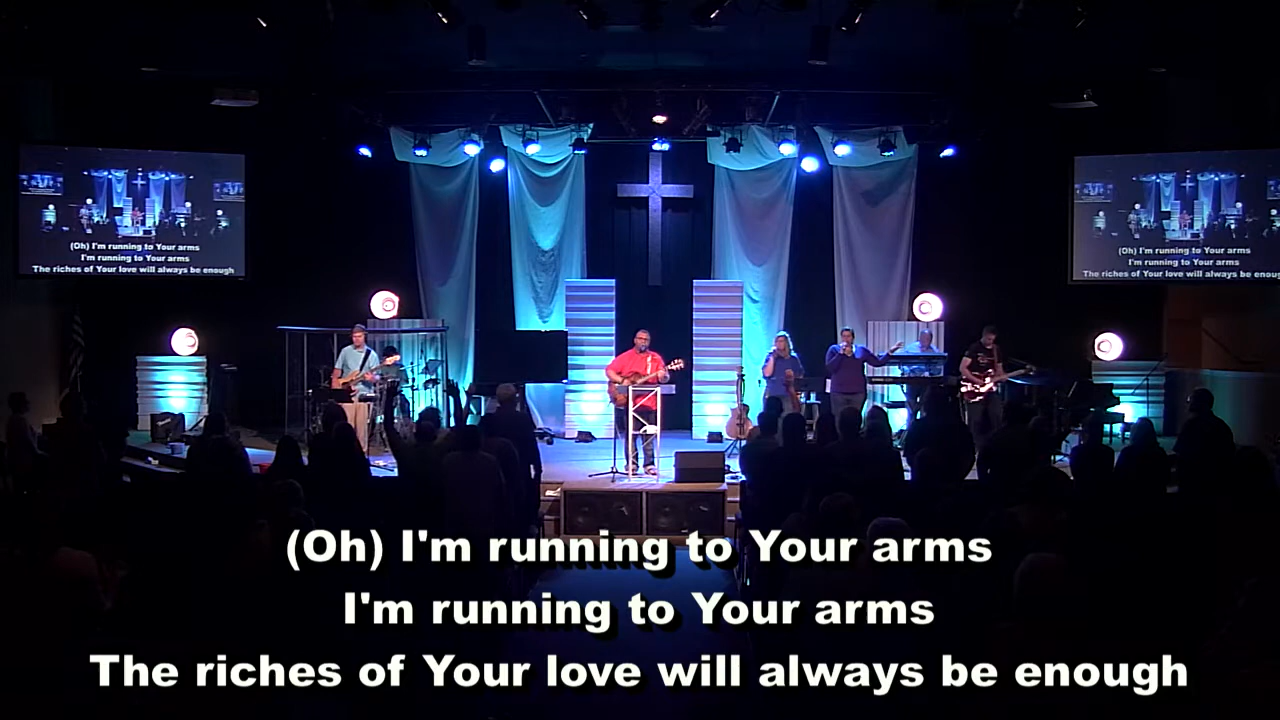 (Oh) I'm running to Your arms
I'm running to Your arms
The riches of Your love will always be enough
(Oh) I'm running to Your arms
I'm running to Your arms
The riches of Your love will always be enoug
(Oh) I'm running to Your arms
I'm running to Your arms
The riches of Your love will always be enough